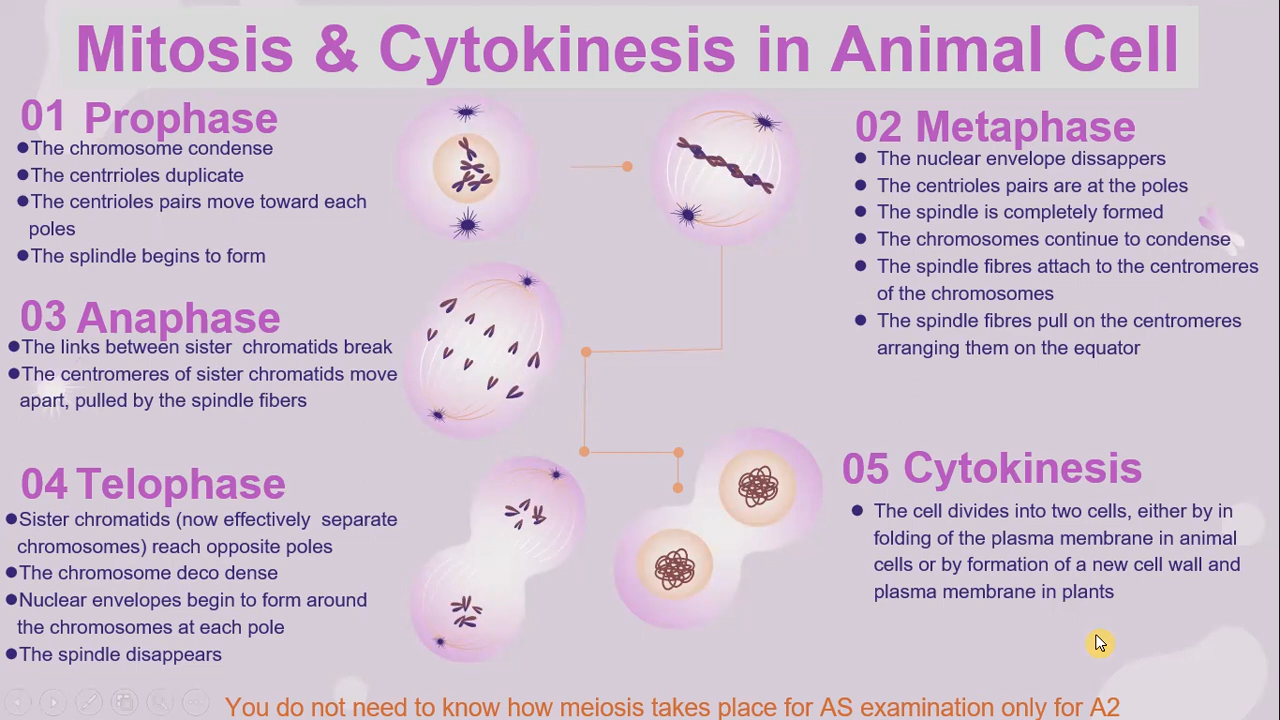 Mitosis & Cytokinesis in Animal Cell
01 Prophase
●The chromosome condense
●The centrrioles duplicate
●The centrioles pairs move toward each
poles
●The splindle begins to form
02 Metaphase
● The nuclear envelope dissappers
● The centrioles pairs are at the poles
● The spindle is completely formed
● The chromosomes continue to condense
● The spindle fibres attach to the centromeres
of the chromosomes
● The spindle fibres pull on the centromeres
arranging them on the equator
03 Anaphase
●The links between sister chromatids break
●The centromeres of sister chromatids move
apart, pulled by the spindle fibers
04 Telophase
●Sister chromatids (now effectively separate
chromosomes) reach opposite poles
●The chromosome deco dense
●Nuclear envelopes begin to form around
the chromosomes at each pole
●The spindle disappears
05 Cytokinesis
● The cell divides into two cells, either by in
folding of the plasma membrane in animal
cells or by formation of a new cell wall and
plasma membrane in plants
You do not need to know how meiosis takes place for AS examination only for A2